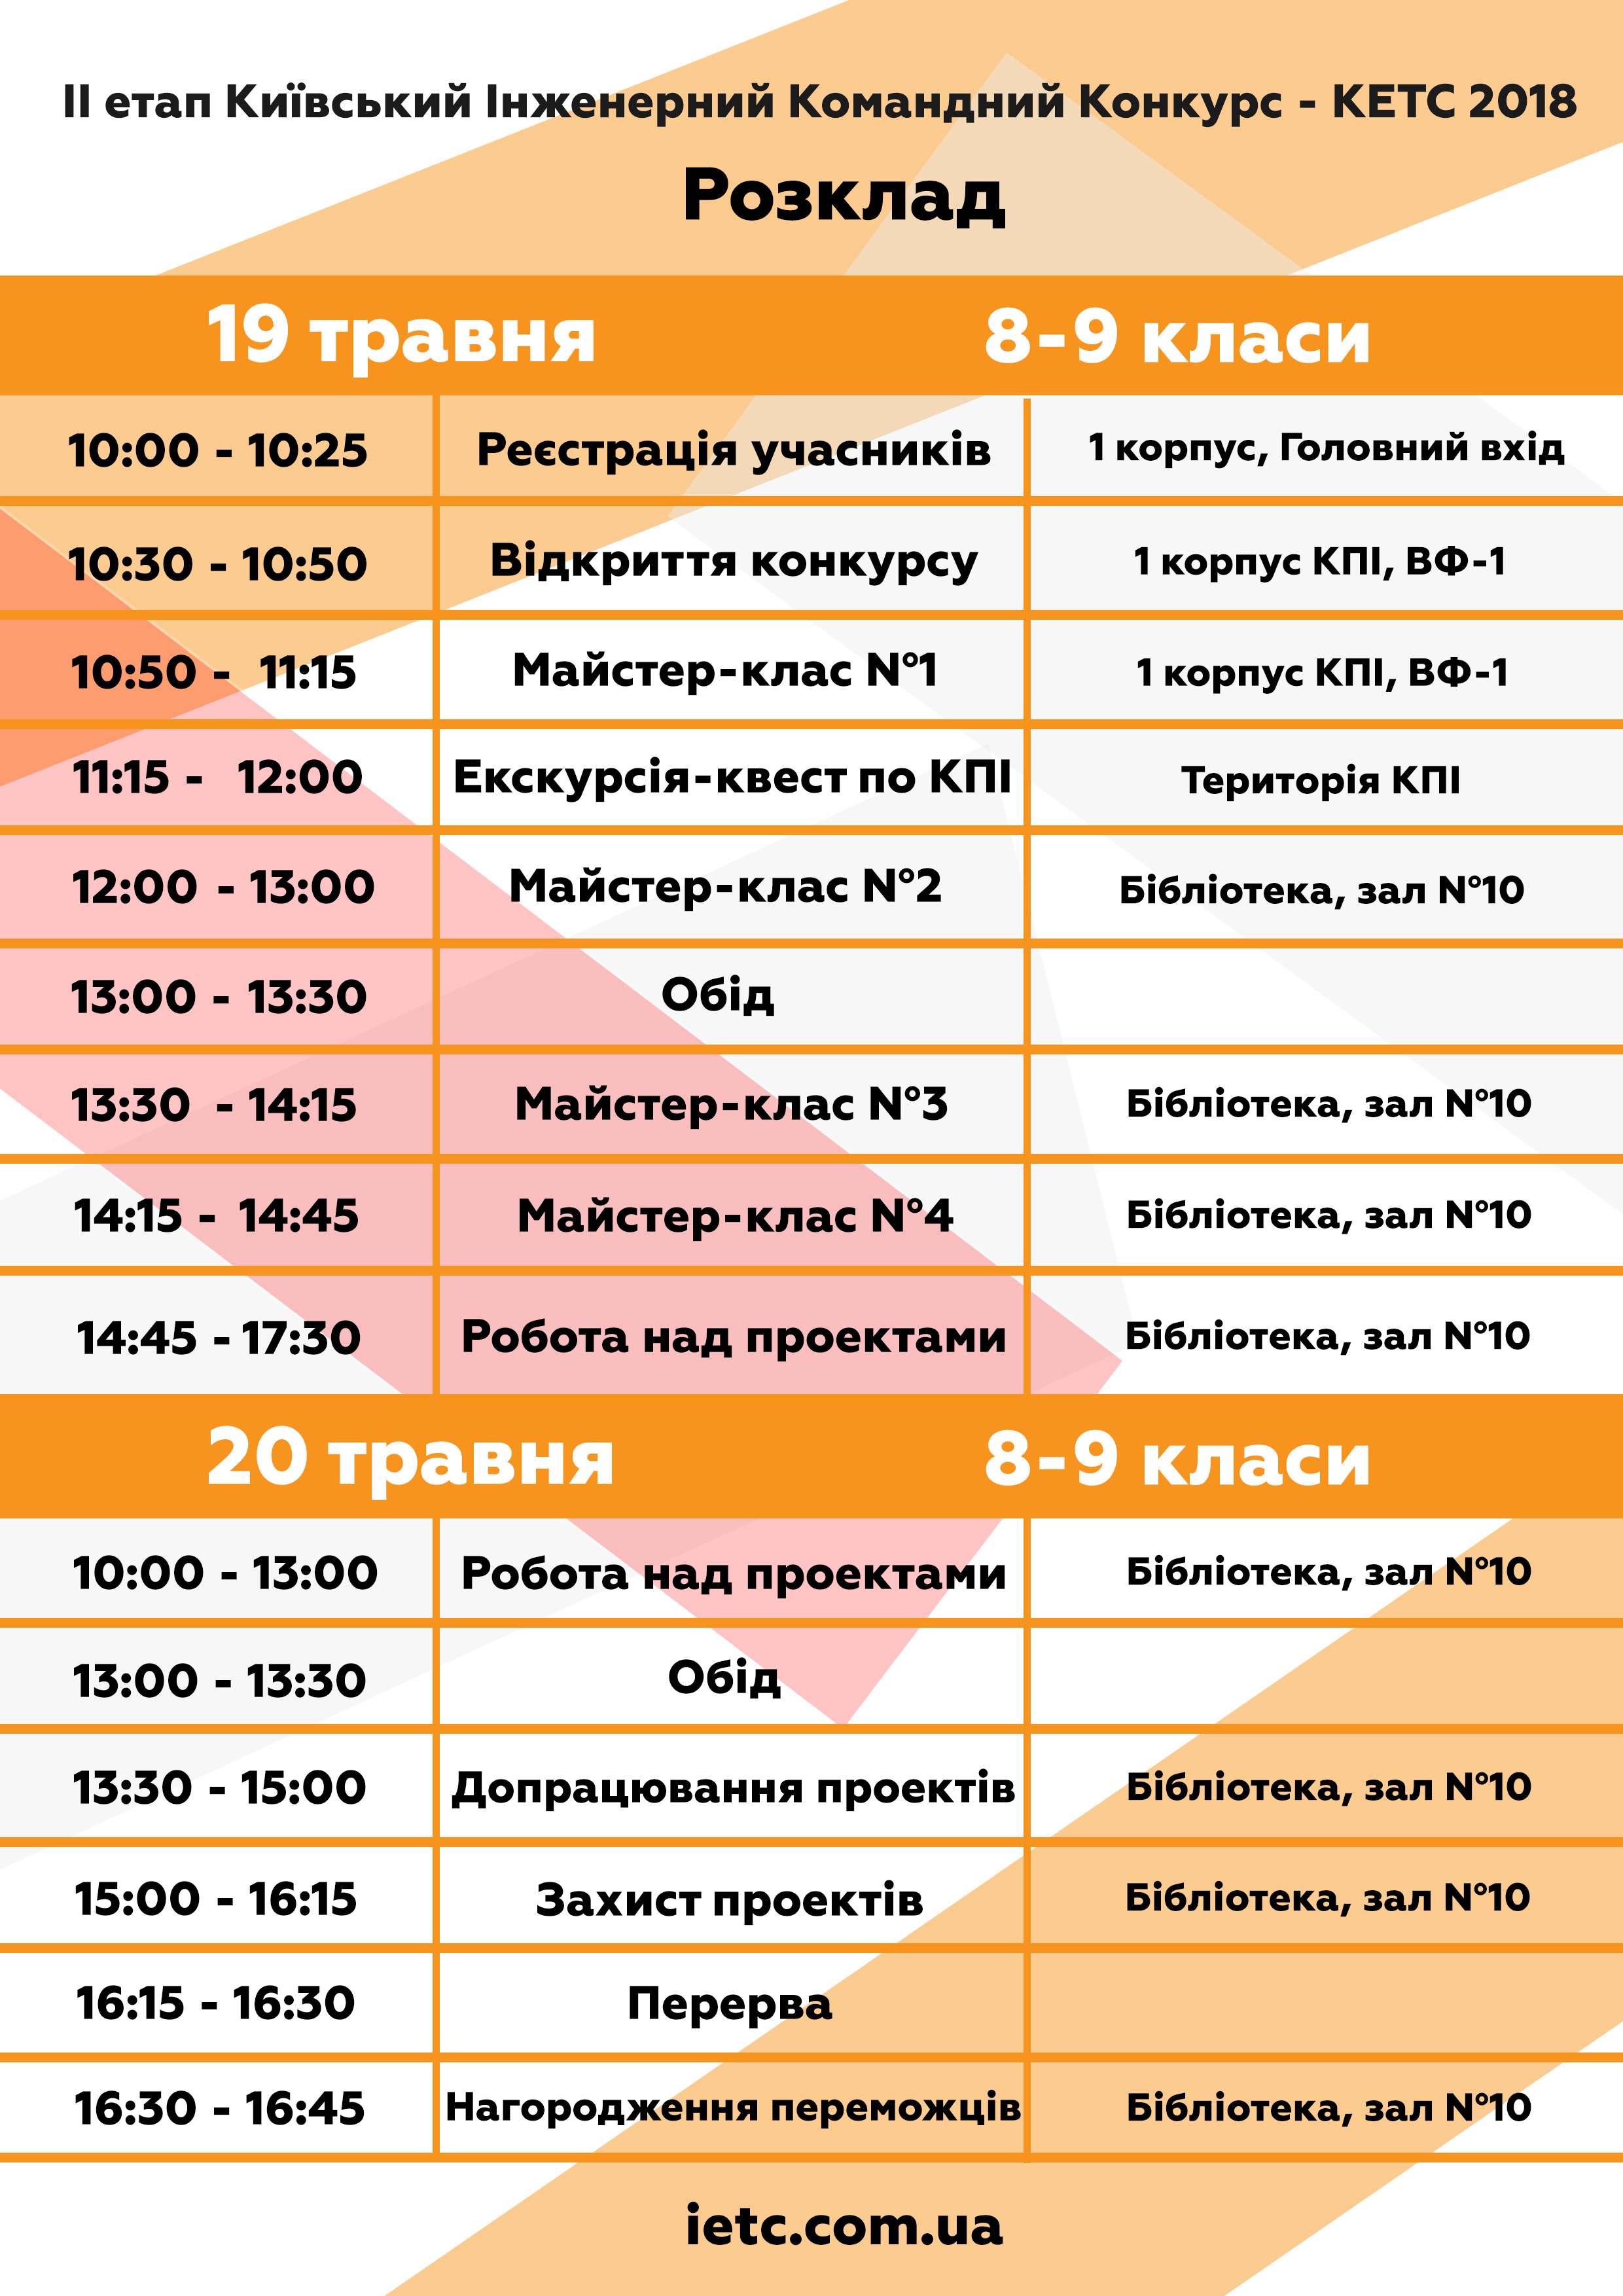 II етап Київський Інженерний Командний Конкурс - КЕТС 2018
Розклад
19 травня 8-9 класи
10:00 - 10:25 Реєстрація учасників 1 корпус, Головний вхід
10:30 - 10:50 Відкриття конкурсу 1 корпус КПІ, ВФ-1
10:50 - 11:15 Майстер-клас N°1 1 корпус КПІ, ВФ-1
11:15 - 12:00 Екскурсія-квест по КПІ Територія КПІ
12:00 - 13:00 Майстер-клас N°2 Бібліотека, зал N°10
13:00 - 13:30 Обід
13:30 - 14:15 Майстер-клас N°3 Бібліотека, зал N°10
14:15 - 14:45 Майстер-клас N°4 Бібліотека, зал N°10
14:45 - 17:30 Робота над проектами Бібліотека, зал N°10
20 травня 8-9 класи
10:00 - 13:00 Робота над проектами Бібліотека, зал N°10
13:00 - 13:30 Обід
13:30 - 15:00 Допрацювання проектів Бібліотека, зал N°10
15:00 - 16:15 Захист проектів Бібліотека, зал N°10
16:15 - 16:30 Перерва
16:30 - 16:45 Нагородження переможців Бібліотека, зал N°10
ietc.com.ua